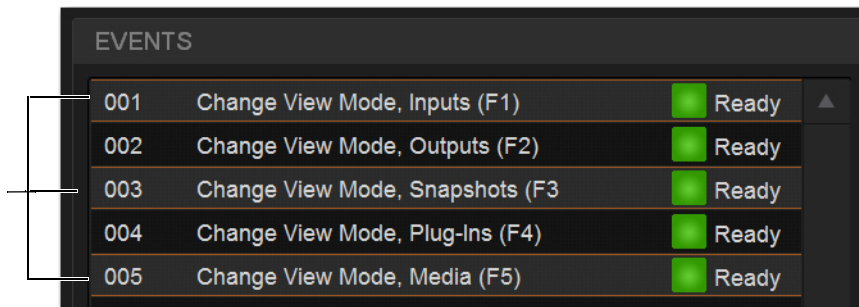 EVENTS
001 Change View Mode, Inputs (F1) Ready
002 Change View Mode, Outputs (F2) Ready
003 Change View Mode, Snapshots (F3 Ready
004 Change View Mode, Plug-Ins (F4) Ready
005 Change View Mode, Media (F5) Ready